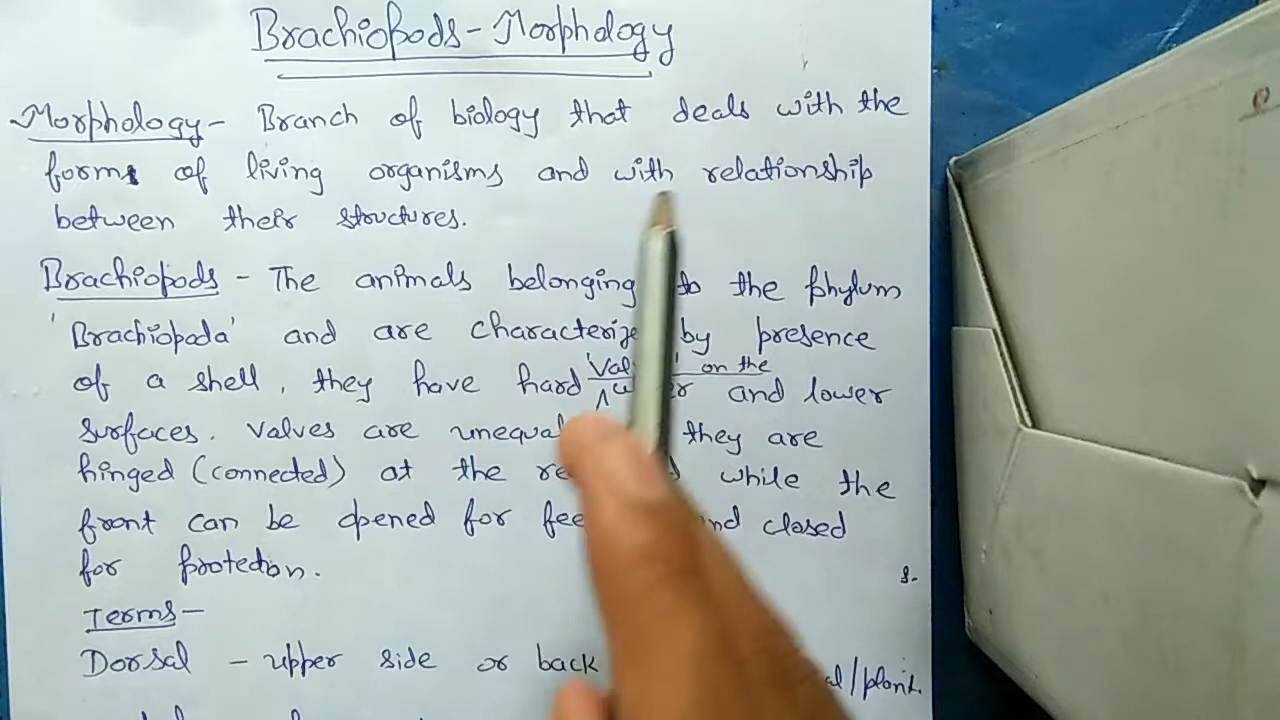 Brachiopods - Morphology
Morphology - Branch of biology that deals with the
forms of living organisms and with relationship
between their structures.
Brachiopods - The animals belonging to the phylum
'Brachiopoda' and are characterize by presence
valves on the
of a shell, they have hard and lower
surfaces. Valves are unequal they are
hinged (connected) at the while the
front can be opened for and closed
for protection.
Terms -
Dorsal - upper side or back /plant.